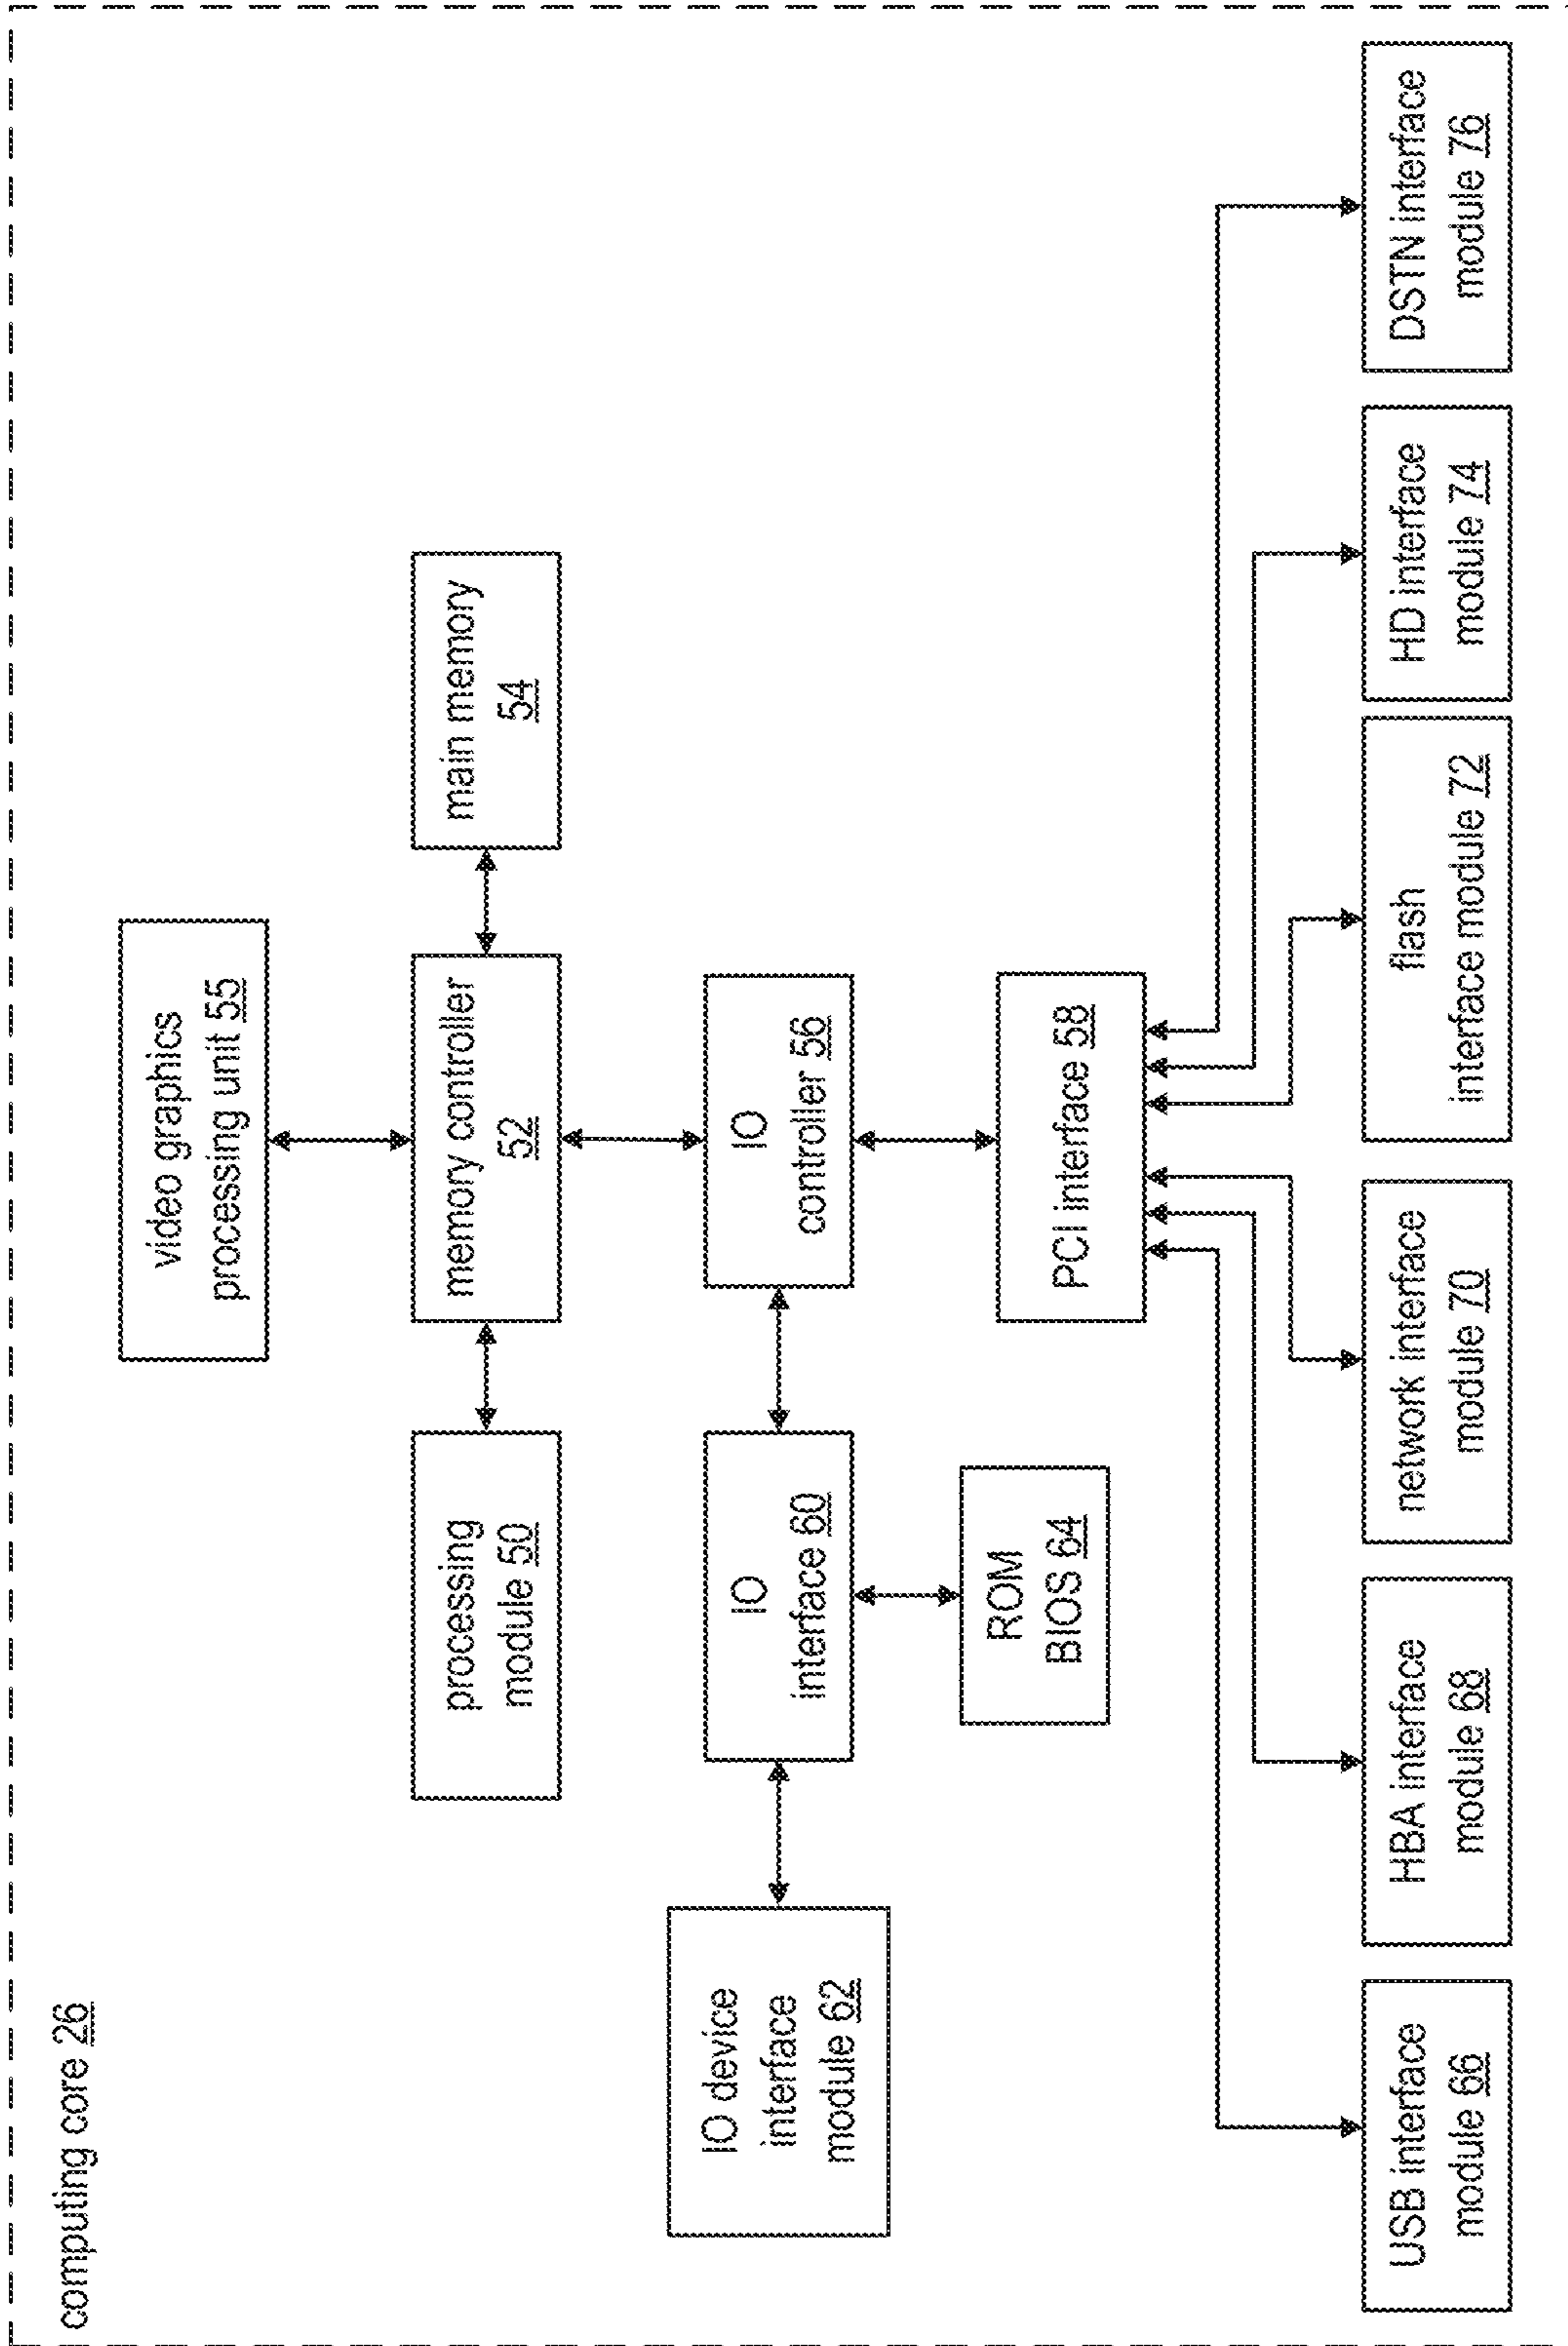 computing core 26
video graphics
processing unit 55
processing
module 50
memory controller
52
main memory
54
IO device
interface
module 62
IO
interface 60
IO
controller 56
ROM
BIOS 64
PCI interface 58
USB interface
module 66
HBA interface
module 68
network interface
module 70
flash
interface module 72
HD interface
module 74
DSTN interface
module 76